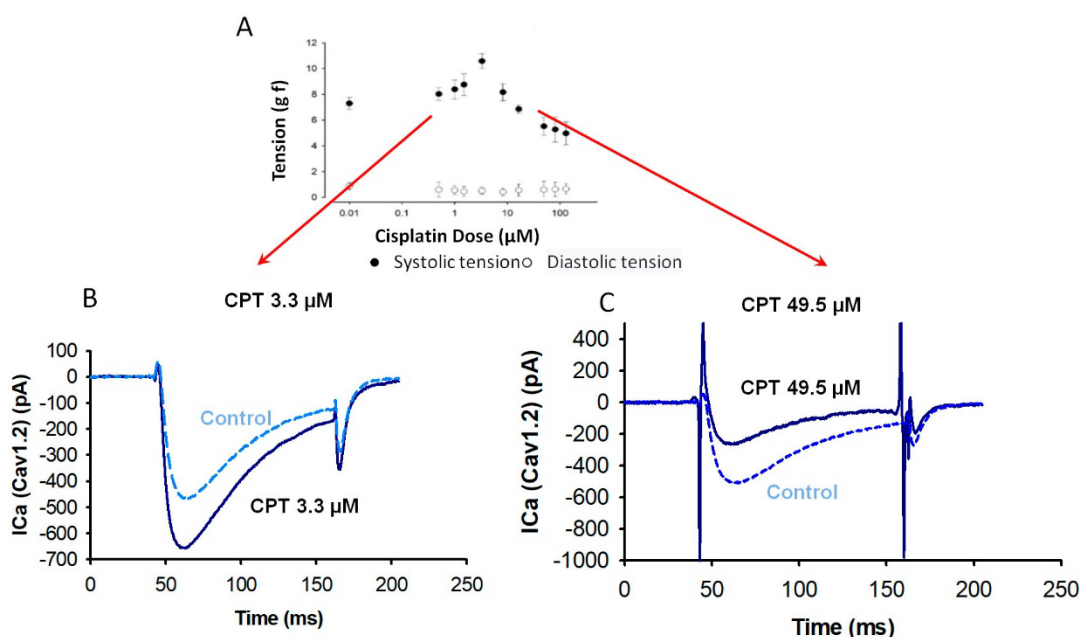 A
Tension (g f)
12
10
8
6
4
2
0
0.01
0.1
1
10
100
Cisplatin Dose (µM)
● Systolic tension○ Diastolic tension
B
CPT 3.3 µM
ICa (Cav1.2) (pA)
100
0
-100
-200
-300
-400
-500
-600
-700
Control
CPT 3.3 µM
0
50
100
150
200
250
Time (ms)
C
CPT 49.5 µM
ICa (Cav1.2) (pA)
400
200
0
-200
-400
-600
-800
-1000
CPT 49.5 µM
Control
0
50
100
150
200
250
Time (ms)